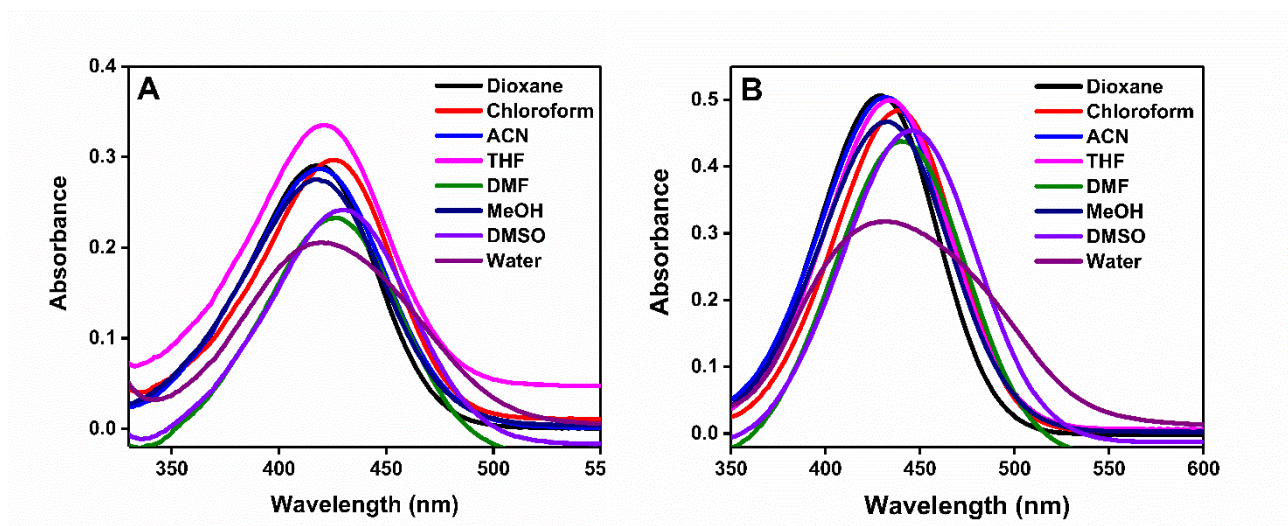 A
Dioxane
Chloroform
ACN
THF
DMF
MeOH
DMSO
Water
0.4
0.3
0.2
0.1
0.0
Absorbance
350 400 450 500 55
Wavelength (nm)
B
Dioxane
Chloroform
ACN
THF
DMF
MeOH
DMSO
Water
0.5
0.4
0.3
0.2
0.1
0.0
Absorbance
350 400 450 500 550 600
Wavelength (nm)